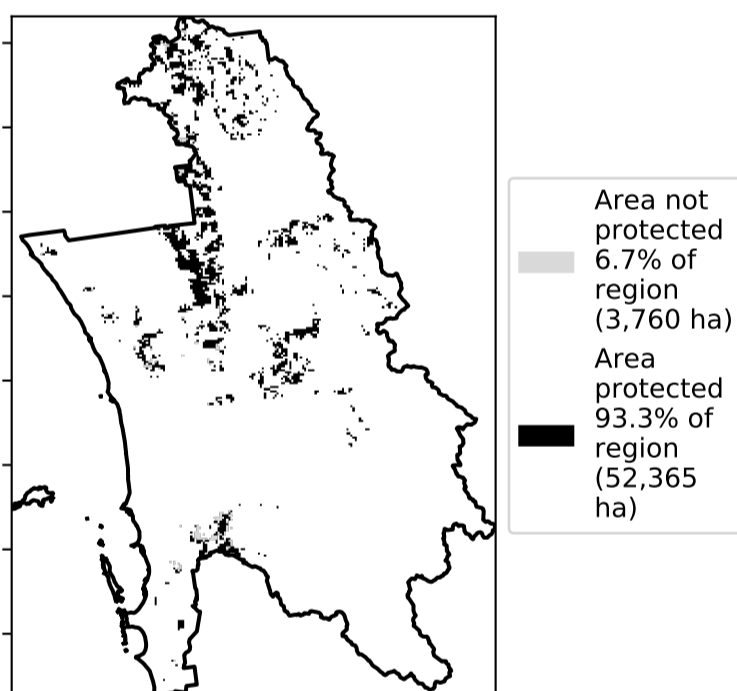 Area not
protected
6.7% of
region
(3,760 ha)
Area
protected
93.3% of
region
(52,365
ha)